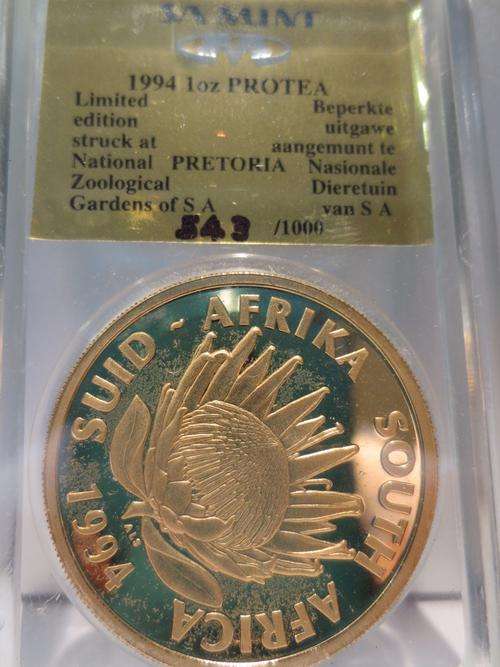 SA MINT
1994 1oz PROTEA
Limited Beperkte
edition uitgawe
struck at aangemunt te
National PRETORIA Nasionale
Zoological Dieretuin
Gardens of S A van S A
543 /1000
SUID - AFRIKA
SOUTH
AFRICA
1994
ALS